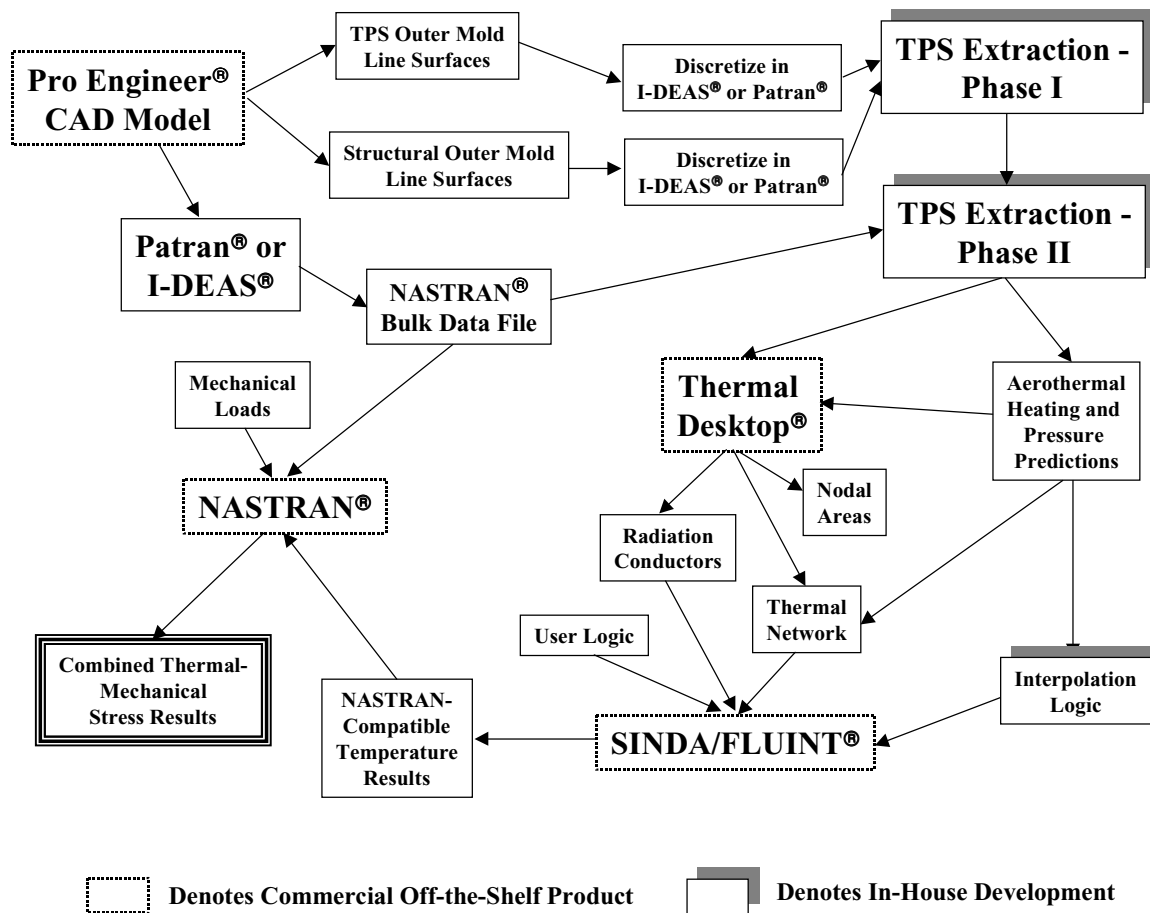 Pro Engineer®
CAD Model
TPS Outer Mold
Line Surfaces
Discretize in
I-DEAS® or Patran®
TPS Extraction -
Phase I
Structural Outer Mold
Line Surfaces
Discretize in
I-DEAS® or Patran®
TPS Extraction -
Phase II
Patran® or
I-DEAS®
NASTRAN®
Bulk Data File
Mechanical
Loads
Thermal
Desktop®
Aerothermal
Heating and
Pressure
Predictions
NASTRAN®
Nodal
Areas
Radiation
Conductors
Thermal
Network
User Logic
Combined Thermal-
Mechanical
Stress Results
NASTRAN-
Compatible
Temperature
Results
SINDA/FLUINT®
Interpolation
Logic
Denotes Commercial Off-the-Shelf Product
Denotes In-House Development